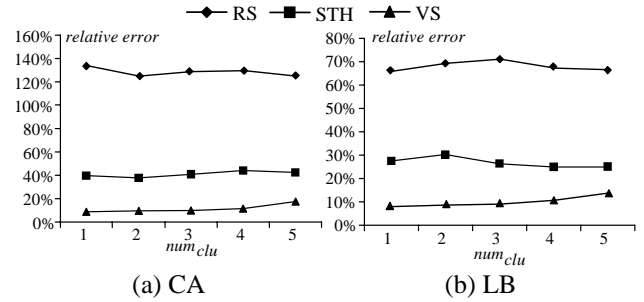 RS STH VS
relative error
160%
140%
120%
100%
80%
60%
40%
20%
0%
1 2 3 4 5
num_clu
(a) CA
relative error
80%
70%
60%
50%
40%
30%
20%
10%
0%
1 2 3 4 5
num_clu
(b) LB